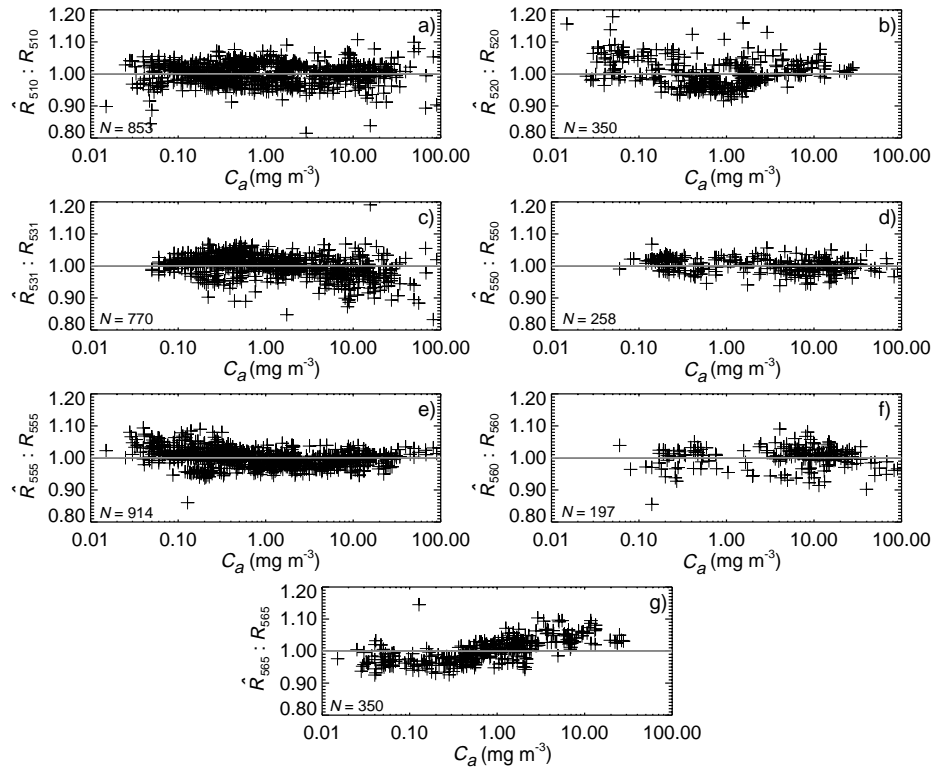 a)
R̂510 : R510
1.20
1.10
1.00
0.90
0.80
N = 853
0.01 0.10 1.00 10.00 100.00
Ca (mg m-3)
b)
R̂520 : R520
1.20
1.10
1.00
0.90
0.80
N = 350
0.01 0.10 1.00 10.00 100.00
Ca (mg m-3)
c)
R̂531 : R531
1.20
1.10
1.00
0.90
0.80
N = 770
0.01 0.10 1.00 10.00 100.00
Ca (mg m-3)
d)
R̂550 : R550
1.20
1.10
1.00
0.90
0.80
N = 258
0.01 0.10 1.00 10.00 100.00
Ca (mg m-3)
e)
R̂555 : R555
1.20
1.10
1.00
0.90
0.80
N = 914
0.01 0.10 1.00 10.00 100.00
Ca (mg m-3)
f)
R̂560 : R560
1.20
1.10
1.00
0.90
0.80
N = 197
0.01 0.10 1.00 10.00 100.00
Ca (mg m-3)
g)
R̂565 : R565
1.20
1.10
1.00
0.90
0.80
N = 350
0.01 0.10 1.00 10.00 100.00
Ca (mg m-3)